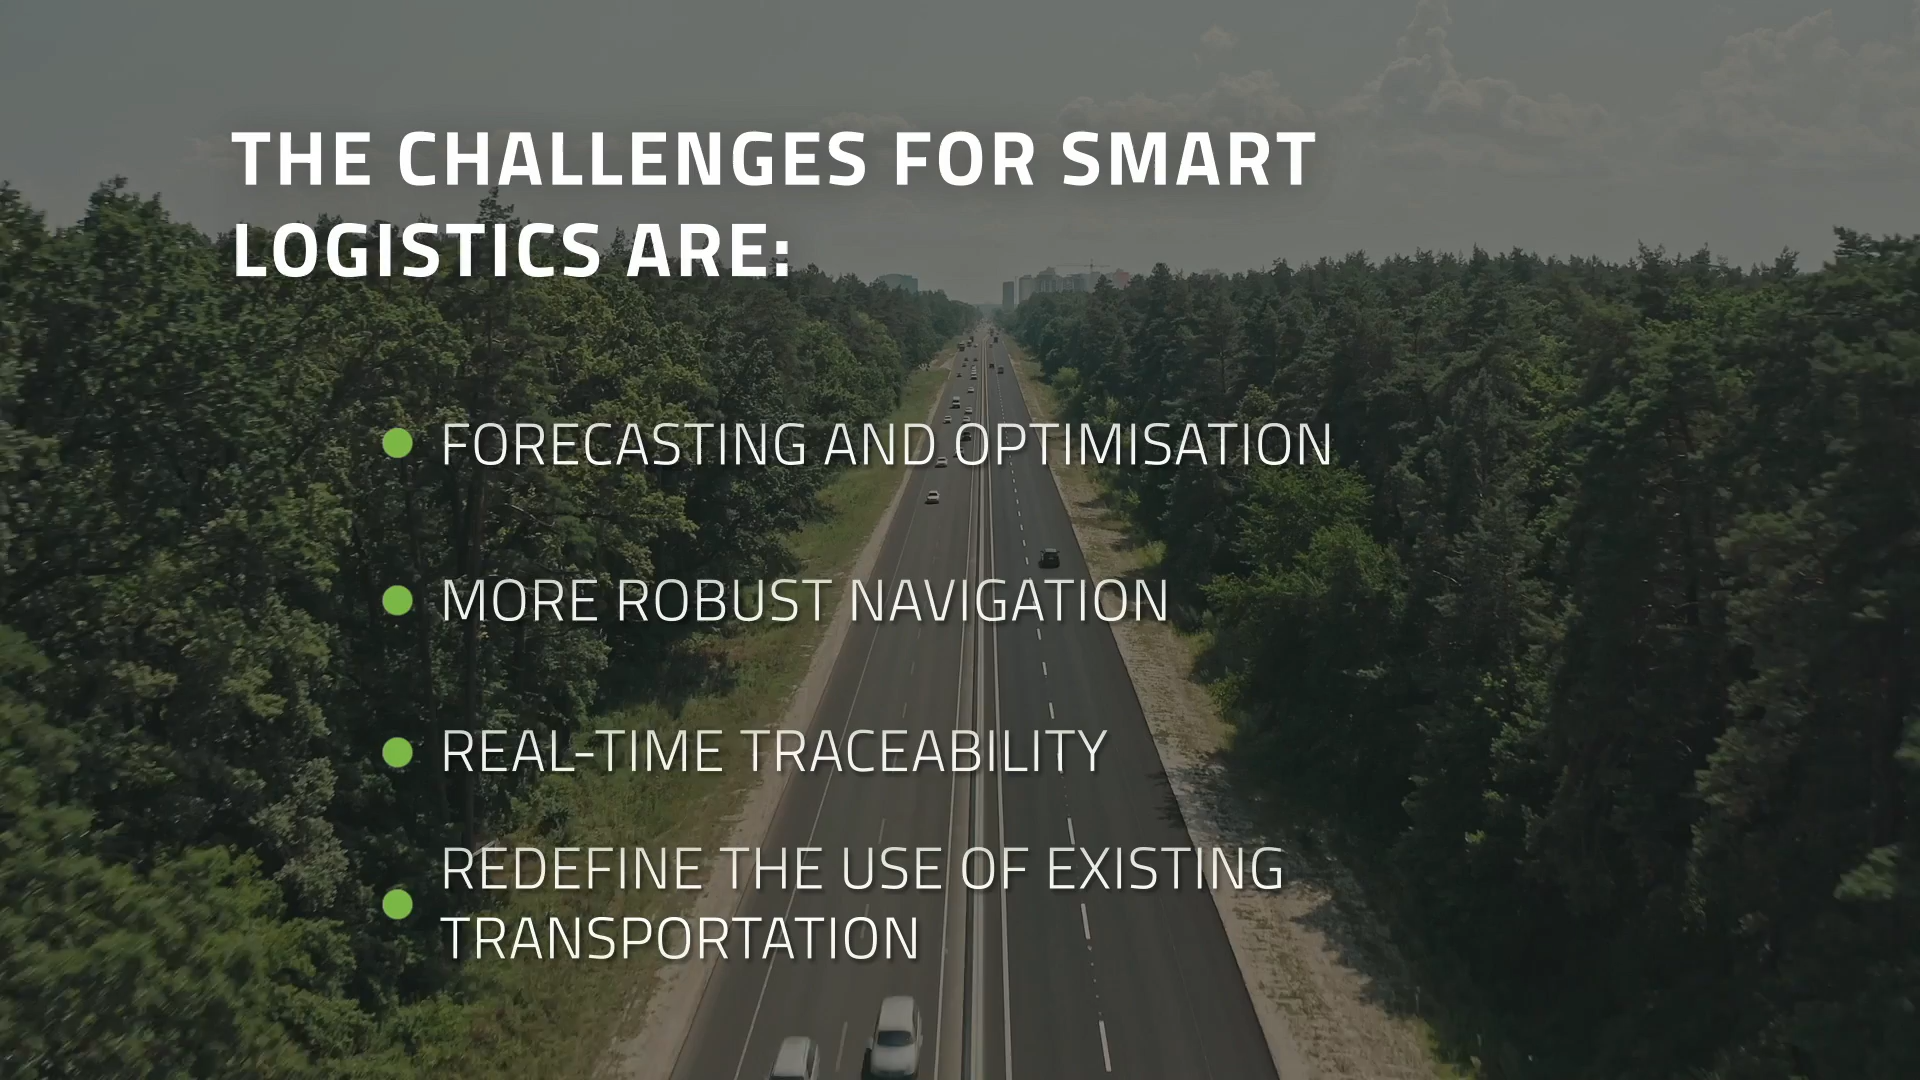 THE CHALLENGES FOR SMART
LOGISTICS ARE:
FORECASTING AND OPTIMISATION
MORE ROBUST NAVIGATION
REAL-TIME TRACEABILITY
REDEFINE THE USE OF EXISTING
TRANSPORTATION